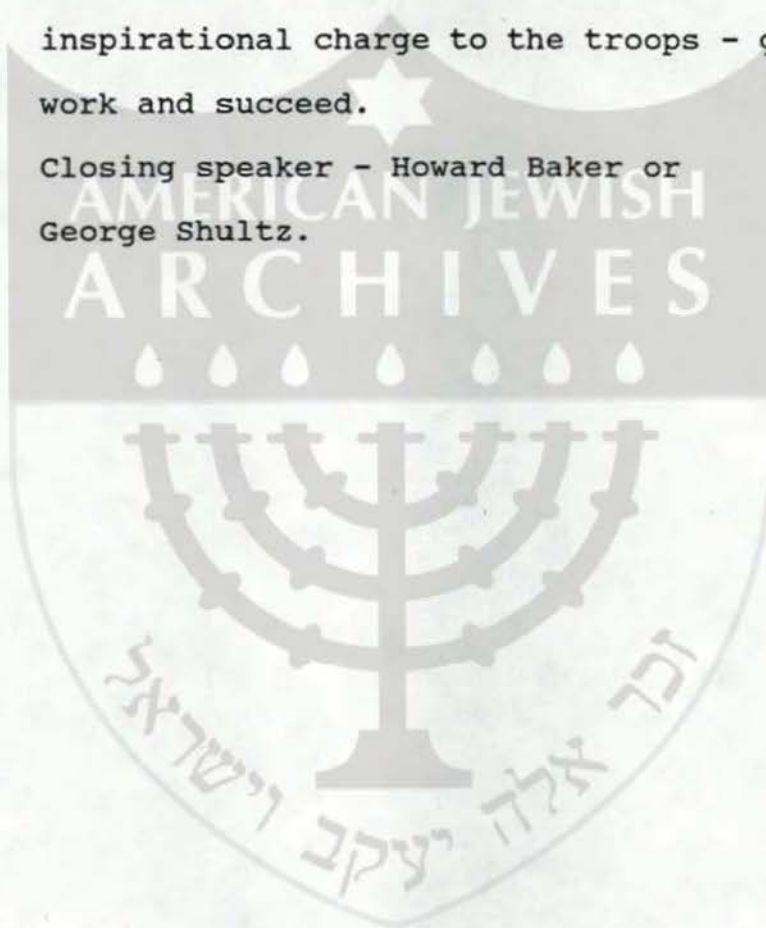 inspirational charge to the troops - g
work and succeed.
Closing speaker - Howard Baker or
George Shultz.
AMERICAN JEWISH
ARCHIVES
זכר אלה יעקב וישראל